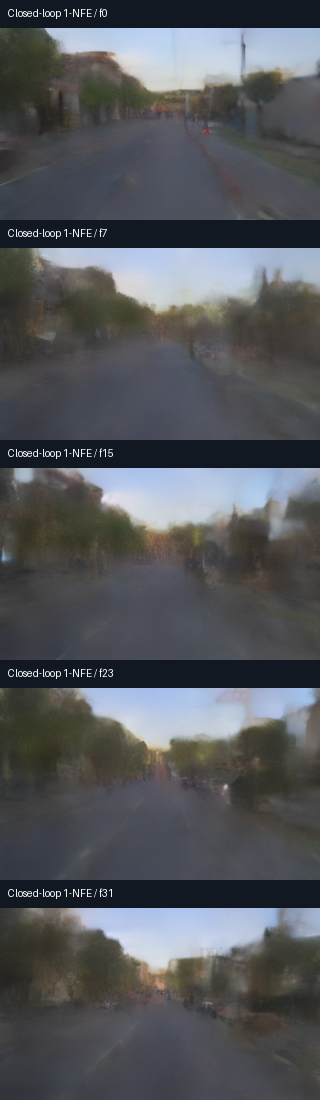 Closed-loop 1-NFE / f0
Closed-loop 1-NFE / f7
Closed-loop 1-NFE / f15
Closed-loop 1-NFE / f23
Closed-loop 1-NFE / f31